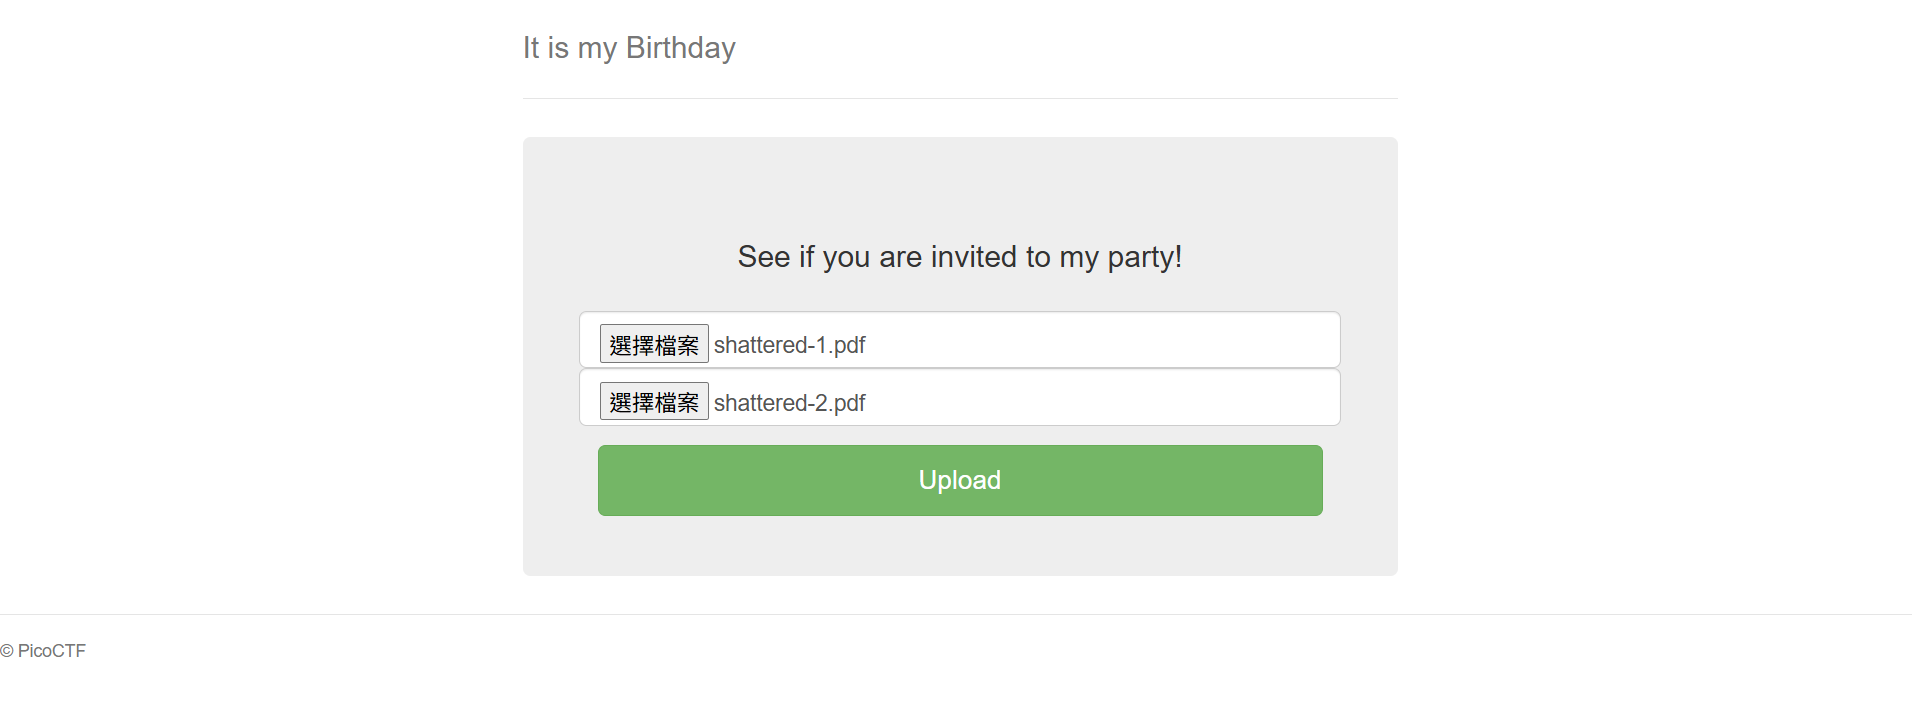 It is my Birthday
See if you are invited to my party!
選擇檔案 shattered-1.pdf
選擇檔案 shattered-2.pdf
Upload
© PicoCTF